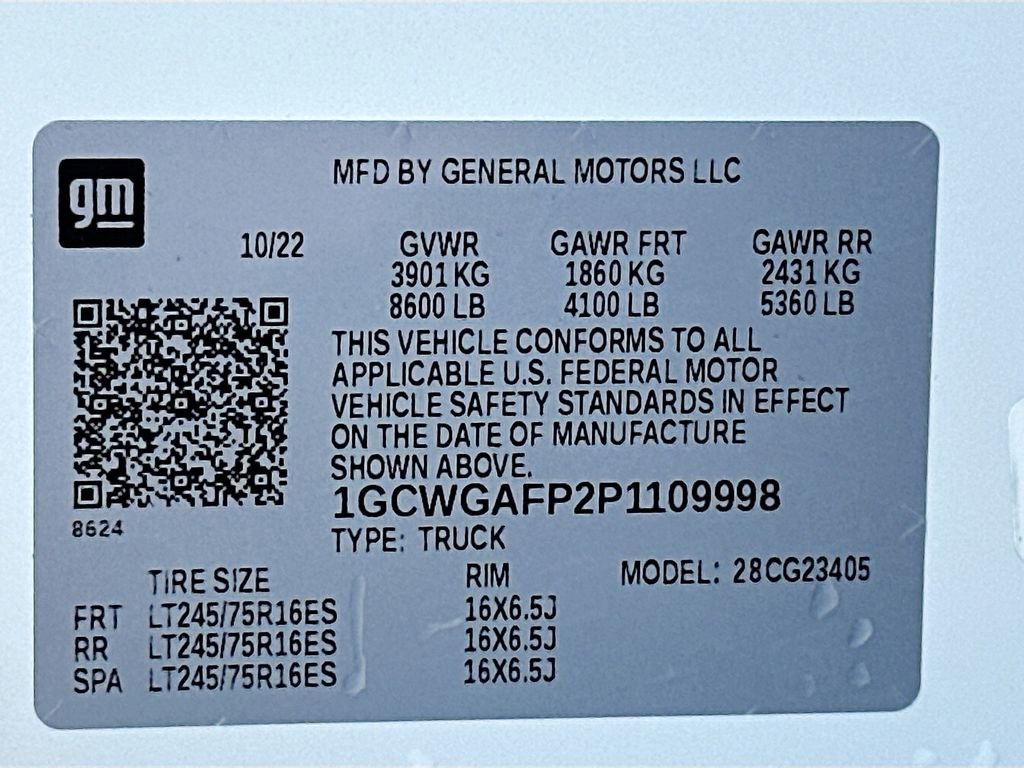 gm
MFD BY GENERAL MOTORS LLC
10/22 GVWR GAWR FRT GAWR RR
3901 KG 1860 KG 2431 KG
8600 LB 4100 LB 5360 LB
THIS VEHICLE CONFORMS TO ALL
APPLICABLE U.S. FEDERAL MOTOR
VEHICLE SAFETY STANDARDS IN EFFECT
ON THE DATE OF MANUFACTURE
SHOWN ABOVE.
1GCWGAFP2P1109998
8624
TYPE: TRUCK
TIRE SIZE RIM MODEL: 28CG23405
FRT LT245/75R16ES 16X6.5J
RR LT245/75R16ES 16X6.5J
SPA LT245/75R16ES 16X6.5J